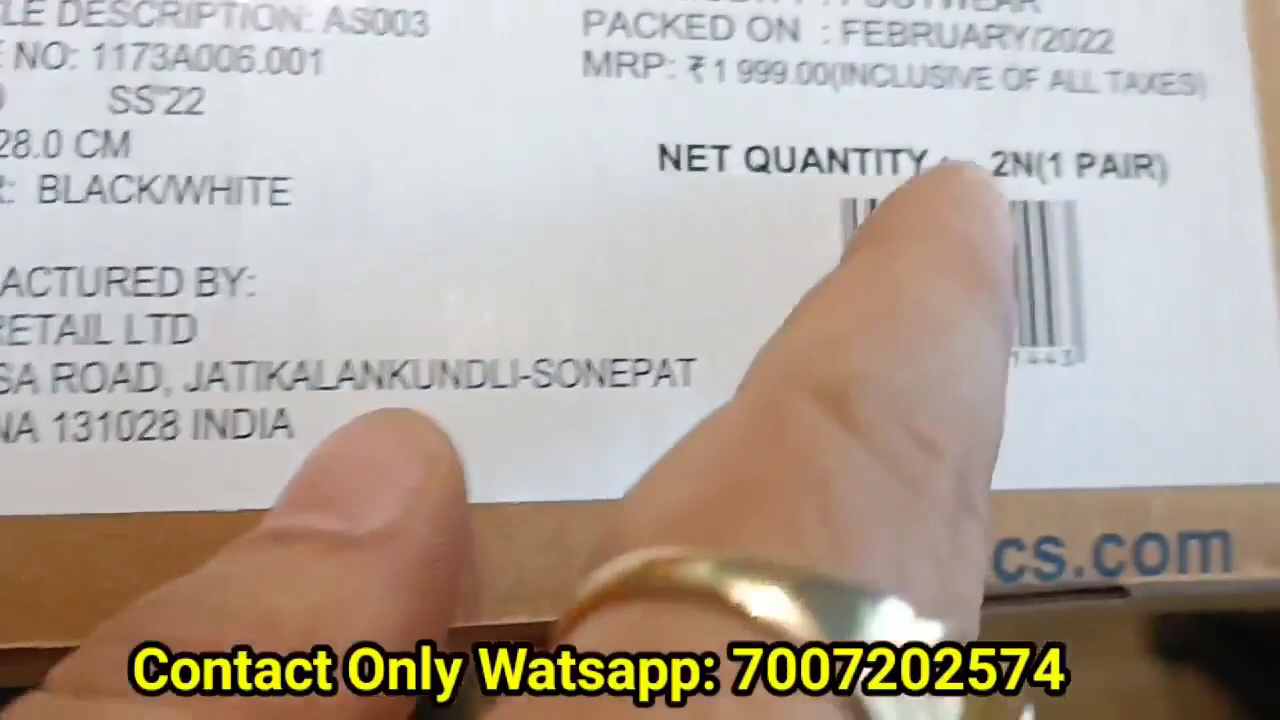 LE DESCRIPTION: AS003
NO: 1173A006.001
SS'22
28.0 CM
: BLACK/WHITE
ACTURED BY:
RETAIL LTD
SA ROAD, JATIKALANKUNDLI-SONEPAT
NA 131028 INDIA
FOOTWEAR
PACKED ON : FEBRUARY/2022
MRP: ₹ 1 999.00(INCLUSIVE OF ALL TAXES)
NET QUANTITY 2N(1 PAIR)
1443
cs.com
Contact Only Watsapp: 7007202574